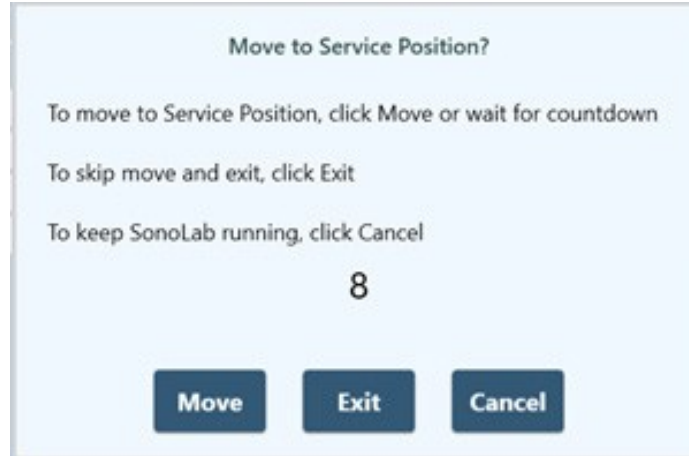 Move to Service Position?
To move to Service Position, click Move or wait for countdown
To skip move and exit, click Exit
To keep SonoLab running, click Cancel
8
Move Exit Cancel